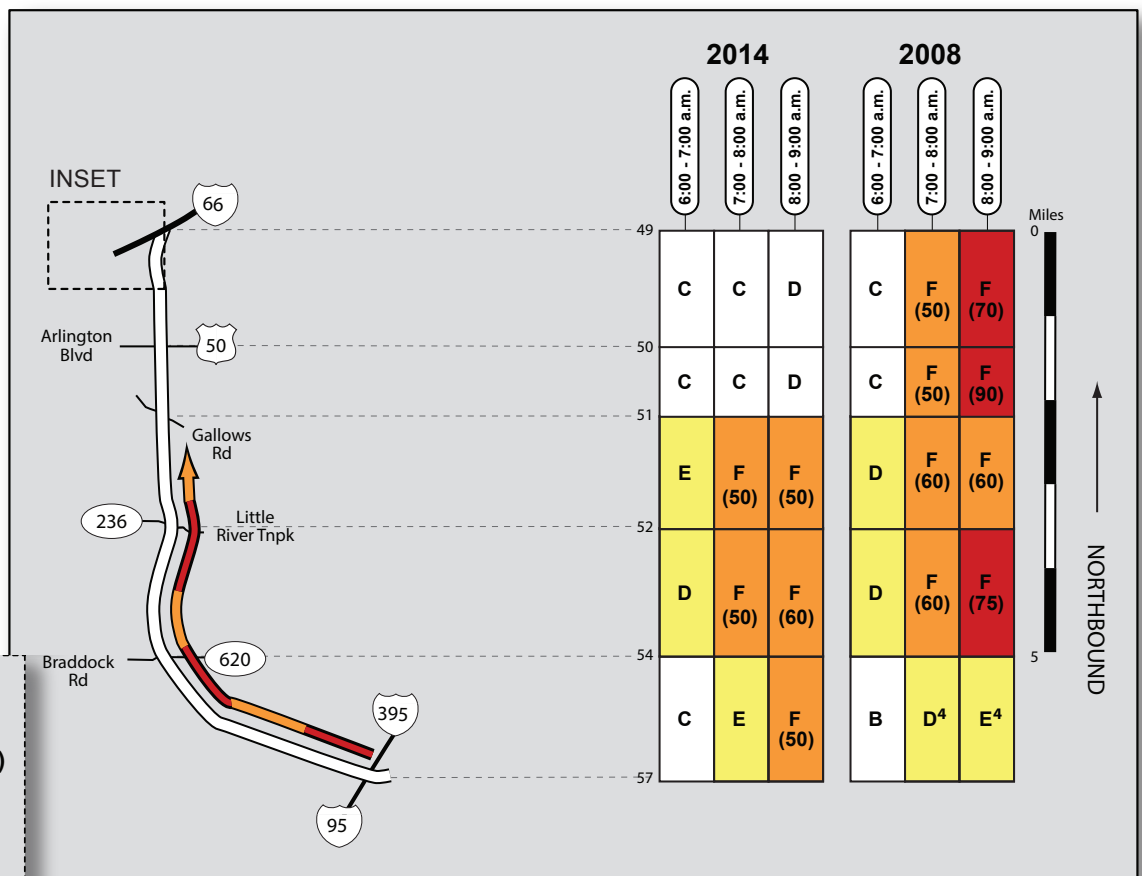 2014
2008
6:00 - 7:00 a.m.
7:00 - 8:00 a.m.
8:00 - 9:00 a.m.
6:00 - 7:00 a.m.
7:00 - 8:00 a.m.
8:00 - 9:00 a.m.
INSET
66
Arlington
Blvd
50
Gallows
Rd
236
Little
River Tnpk
Braddock
Rd
620
395
95
)
49
C
C
D
C
F
(50)
F
(70)
50
C
C
D
C
F
(50)
F
(90)
51
E
F
(50)
F
(50)
D
F
(60)
F
(60)
52
D
F
(50)
F
(60)
D
F
(60)
F
(75)
54
C
E
F
(50)
B
D⁴
E⁴
57
Miles
0
5
NORTHBOUND